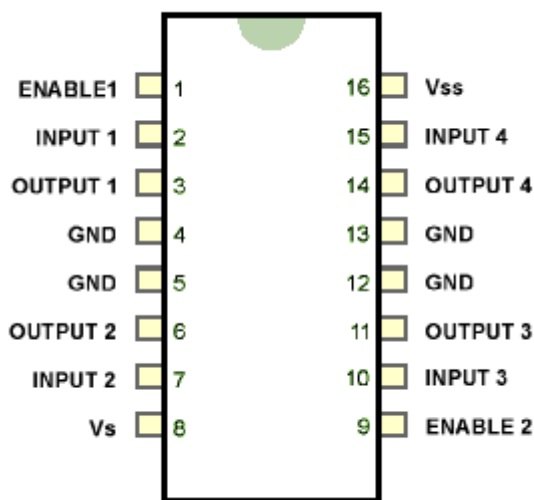 ENABLE1 1 16 Vss
INPUT 1 2 15 INPUT 4
OUTPUT 1 3 14 OUTPUT 4
GND 4 13 GND
GND 5 12 GND
OUTPUT 2 6 11 OUTPUT 3
INPUT 2 7 10 INPUT 3
Vs 8 9 ENABLE 2